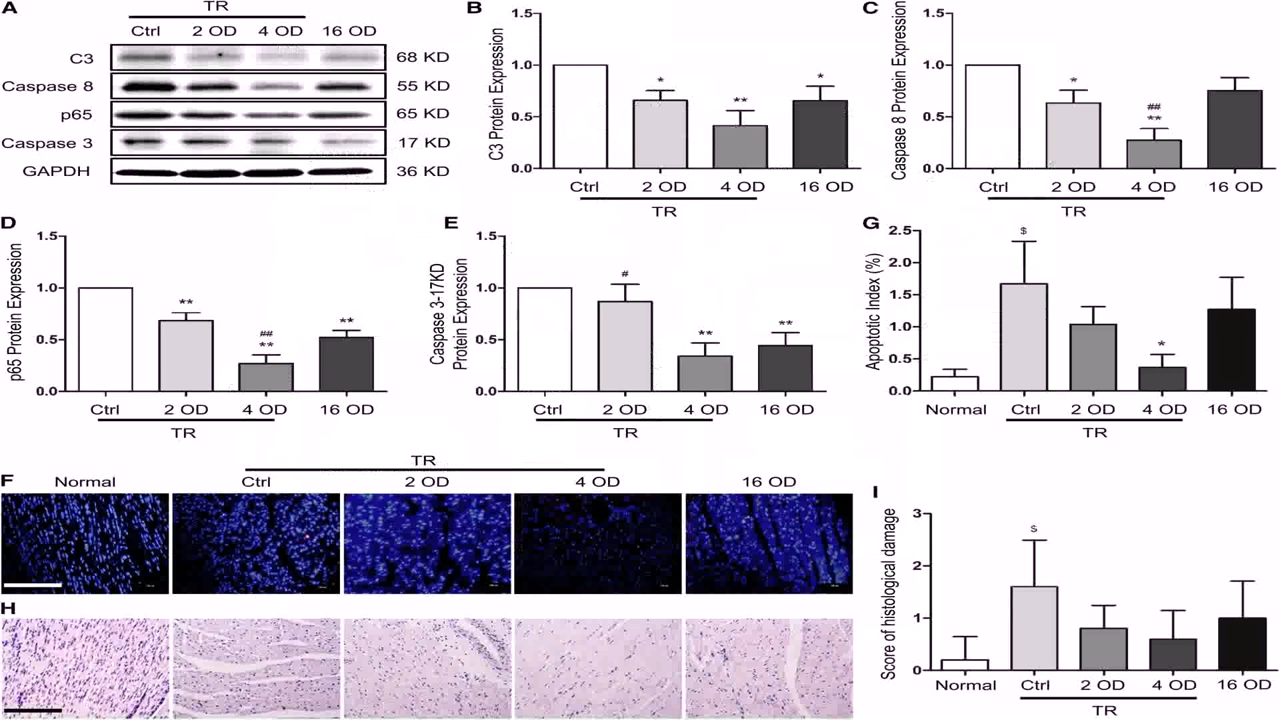 A
TR
Ctrl 2 OD 4 OD 16 OD
C3 68 KD
Caspase 8 55 KD
p65 65 KD
Caspase 3 17 KD
GAPDH 36 KD
B
C3 Protein Expression
1.5
1.0
0.5
0.0
* ** *
Ctrl 2 OD 4 OD 16 OD
TR
C
Caspase 8 Protein Expression
1.5
1.0
0.5
0.0
* ## **
Ctrl 2 OD 4 OD 16 OD
TR
D
p65 Protein Expression
1.5
1.0
0.5
0.0
** ## ** **
Ctrl 2 OD 4 OD 16 OD
TR
E
Caspase 3-17KD
Protein Expression
1.5
1.0
0.5
0.0
# ** **
Ctrl 2 OD 4 OD 16 OD
TR
G
Apoptotic Index (%)
2.5
2.0
1.5
1.0
0.5
0.0
$ *
Normal Ctrl 2 OD 4 OD 16 OD
TR
TR
F Normal Ctrl 2 OD 4 OD 16 OD
H
I
Score of histological damage
3
2
1
0
$
Normal Ctrl 2 OD 4 OD 16 OD
TR